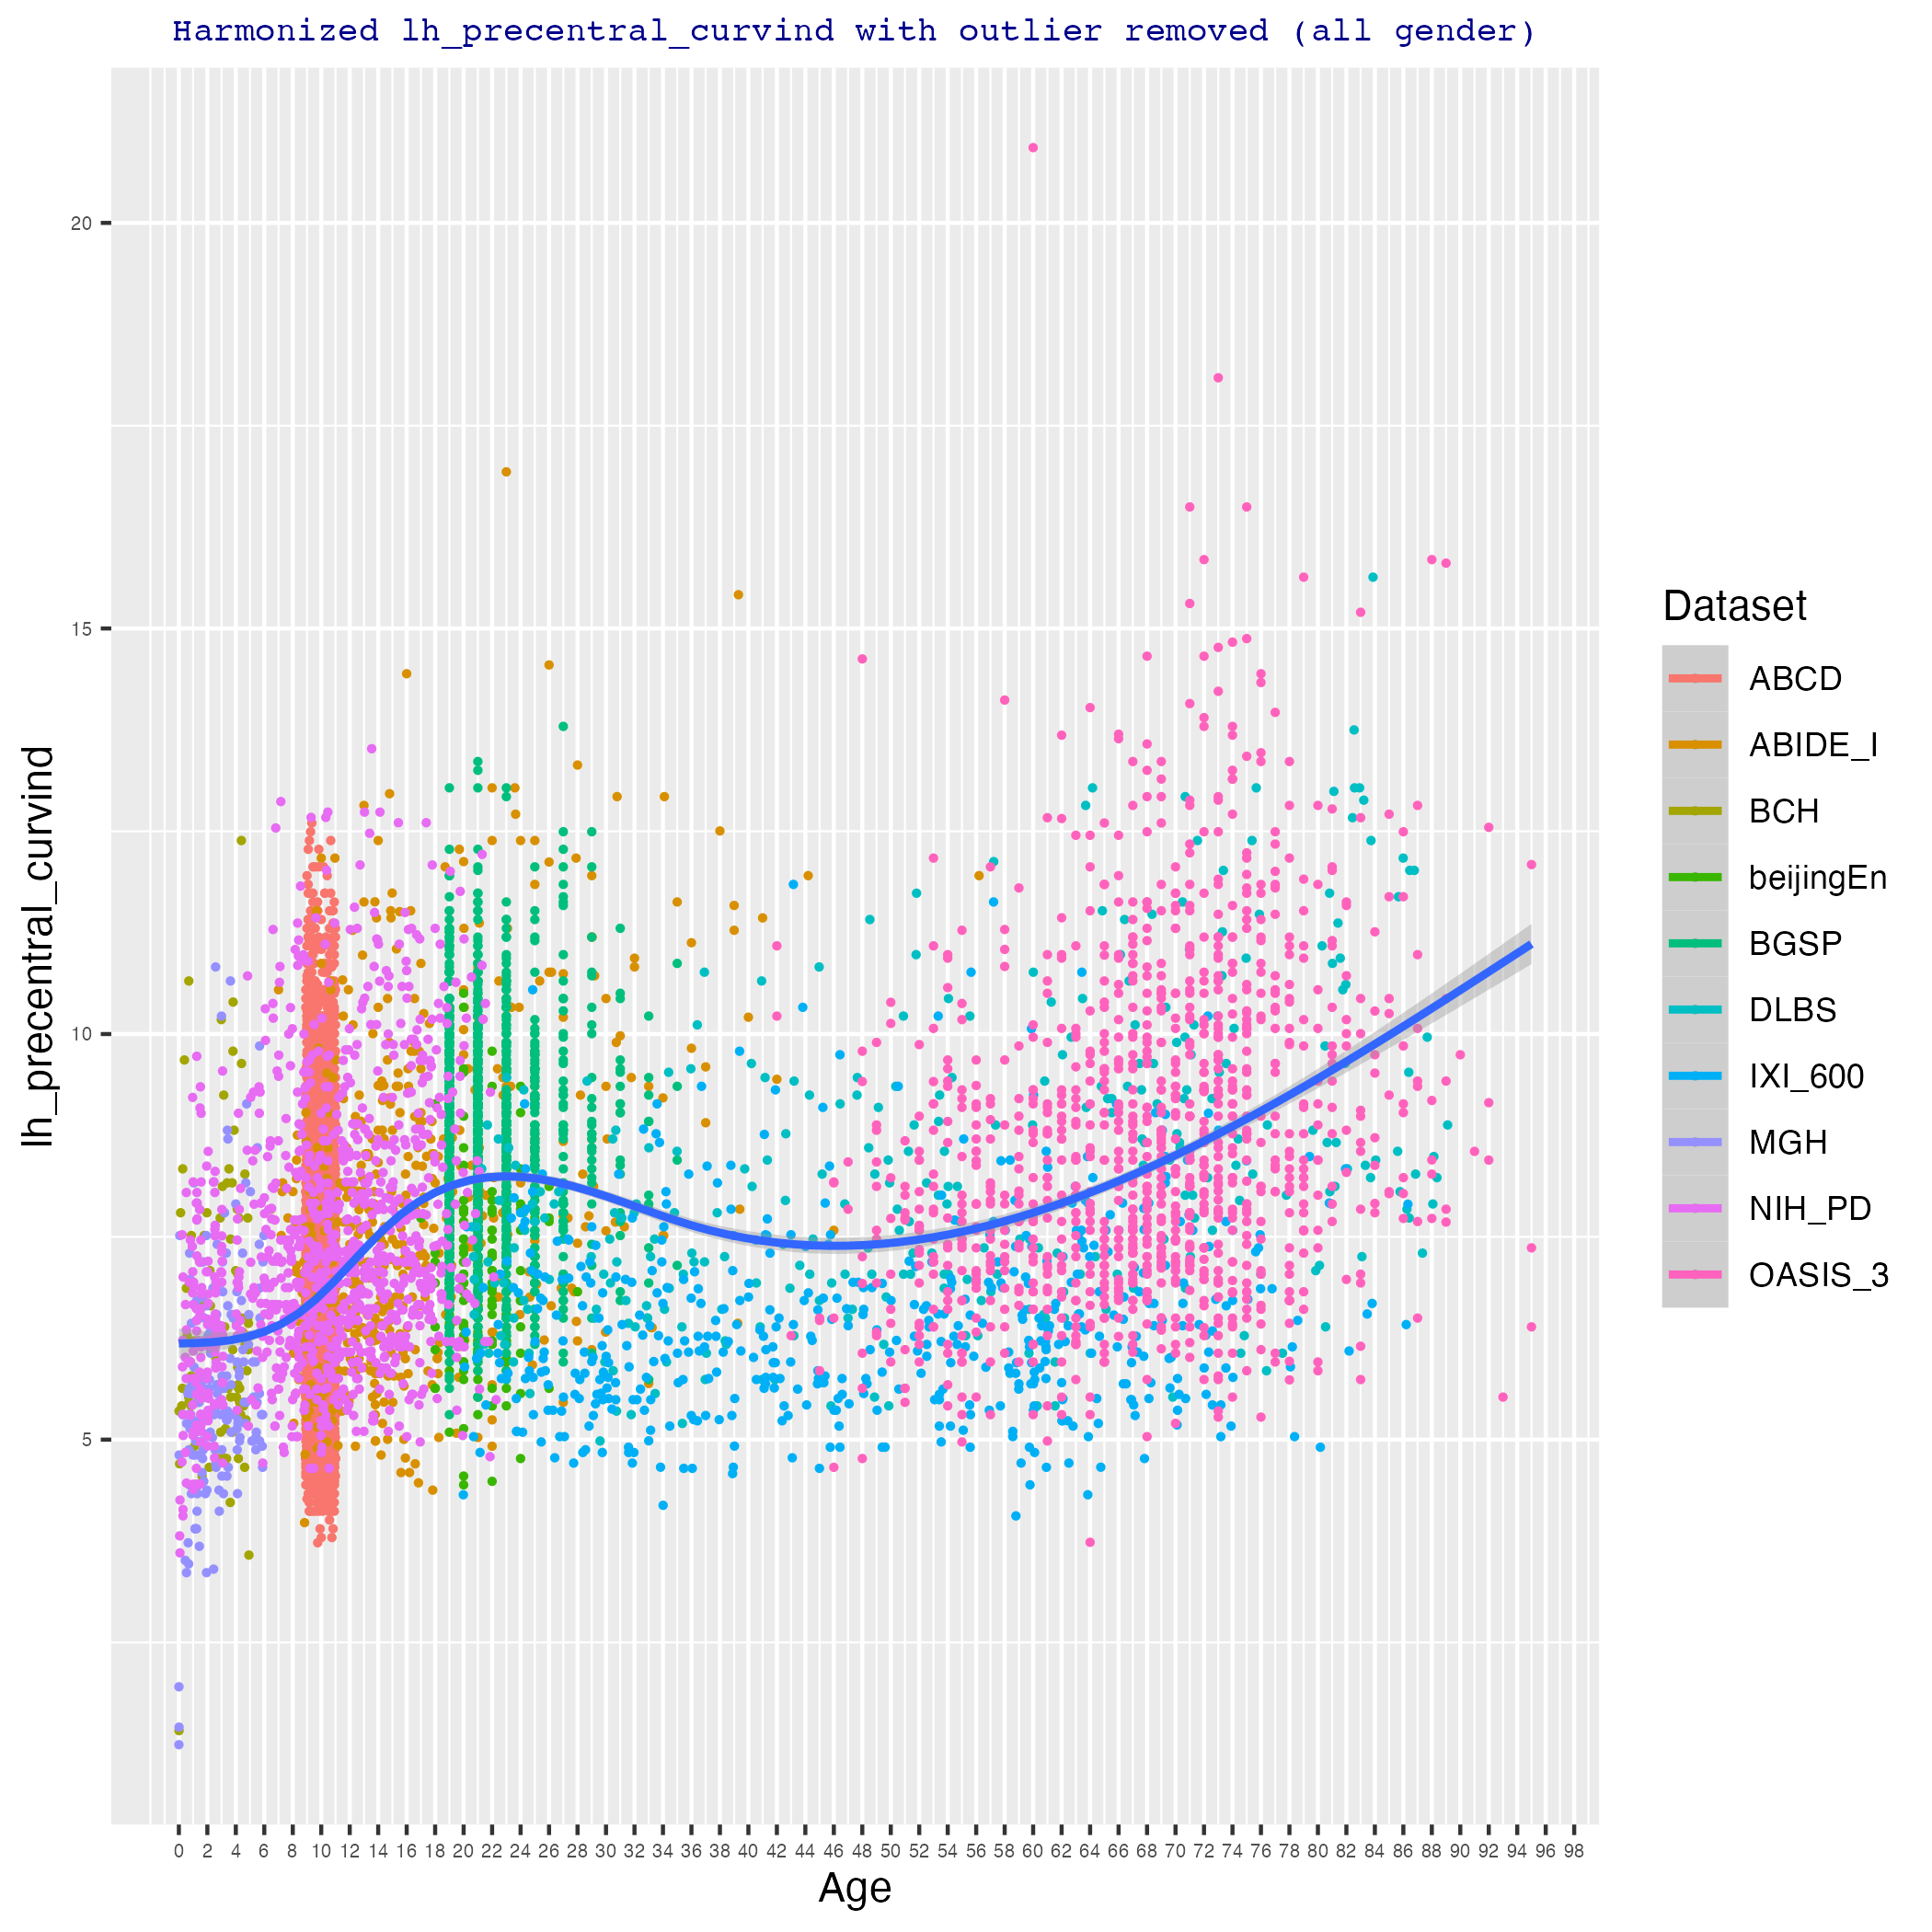 Harmonized lh_precentral_curvind with outlier removed (all gender)
20
15
10
5
lh_precentral_curvind
0 2 4 6 8 10 12 14 16 18 20 22 24 26 28 30 32 34 36 38 40 42 44 46 48 50 52 54 56 58 60 62 64 66 68 70 72 74 76 78 80 82 84 86 88 90 92 94 96 98
Age
Dataset
ABCD
ABIDE_I
BCH
beijingEn
BGSP
DLBS
IXI_600
MGH
NIH_PD
OASIS_3